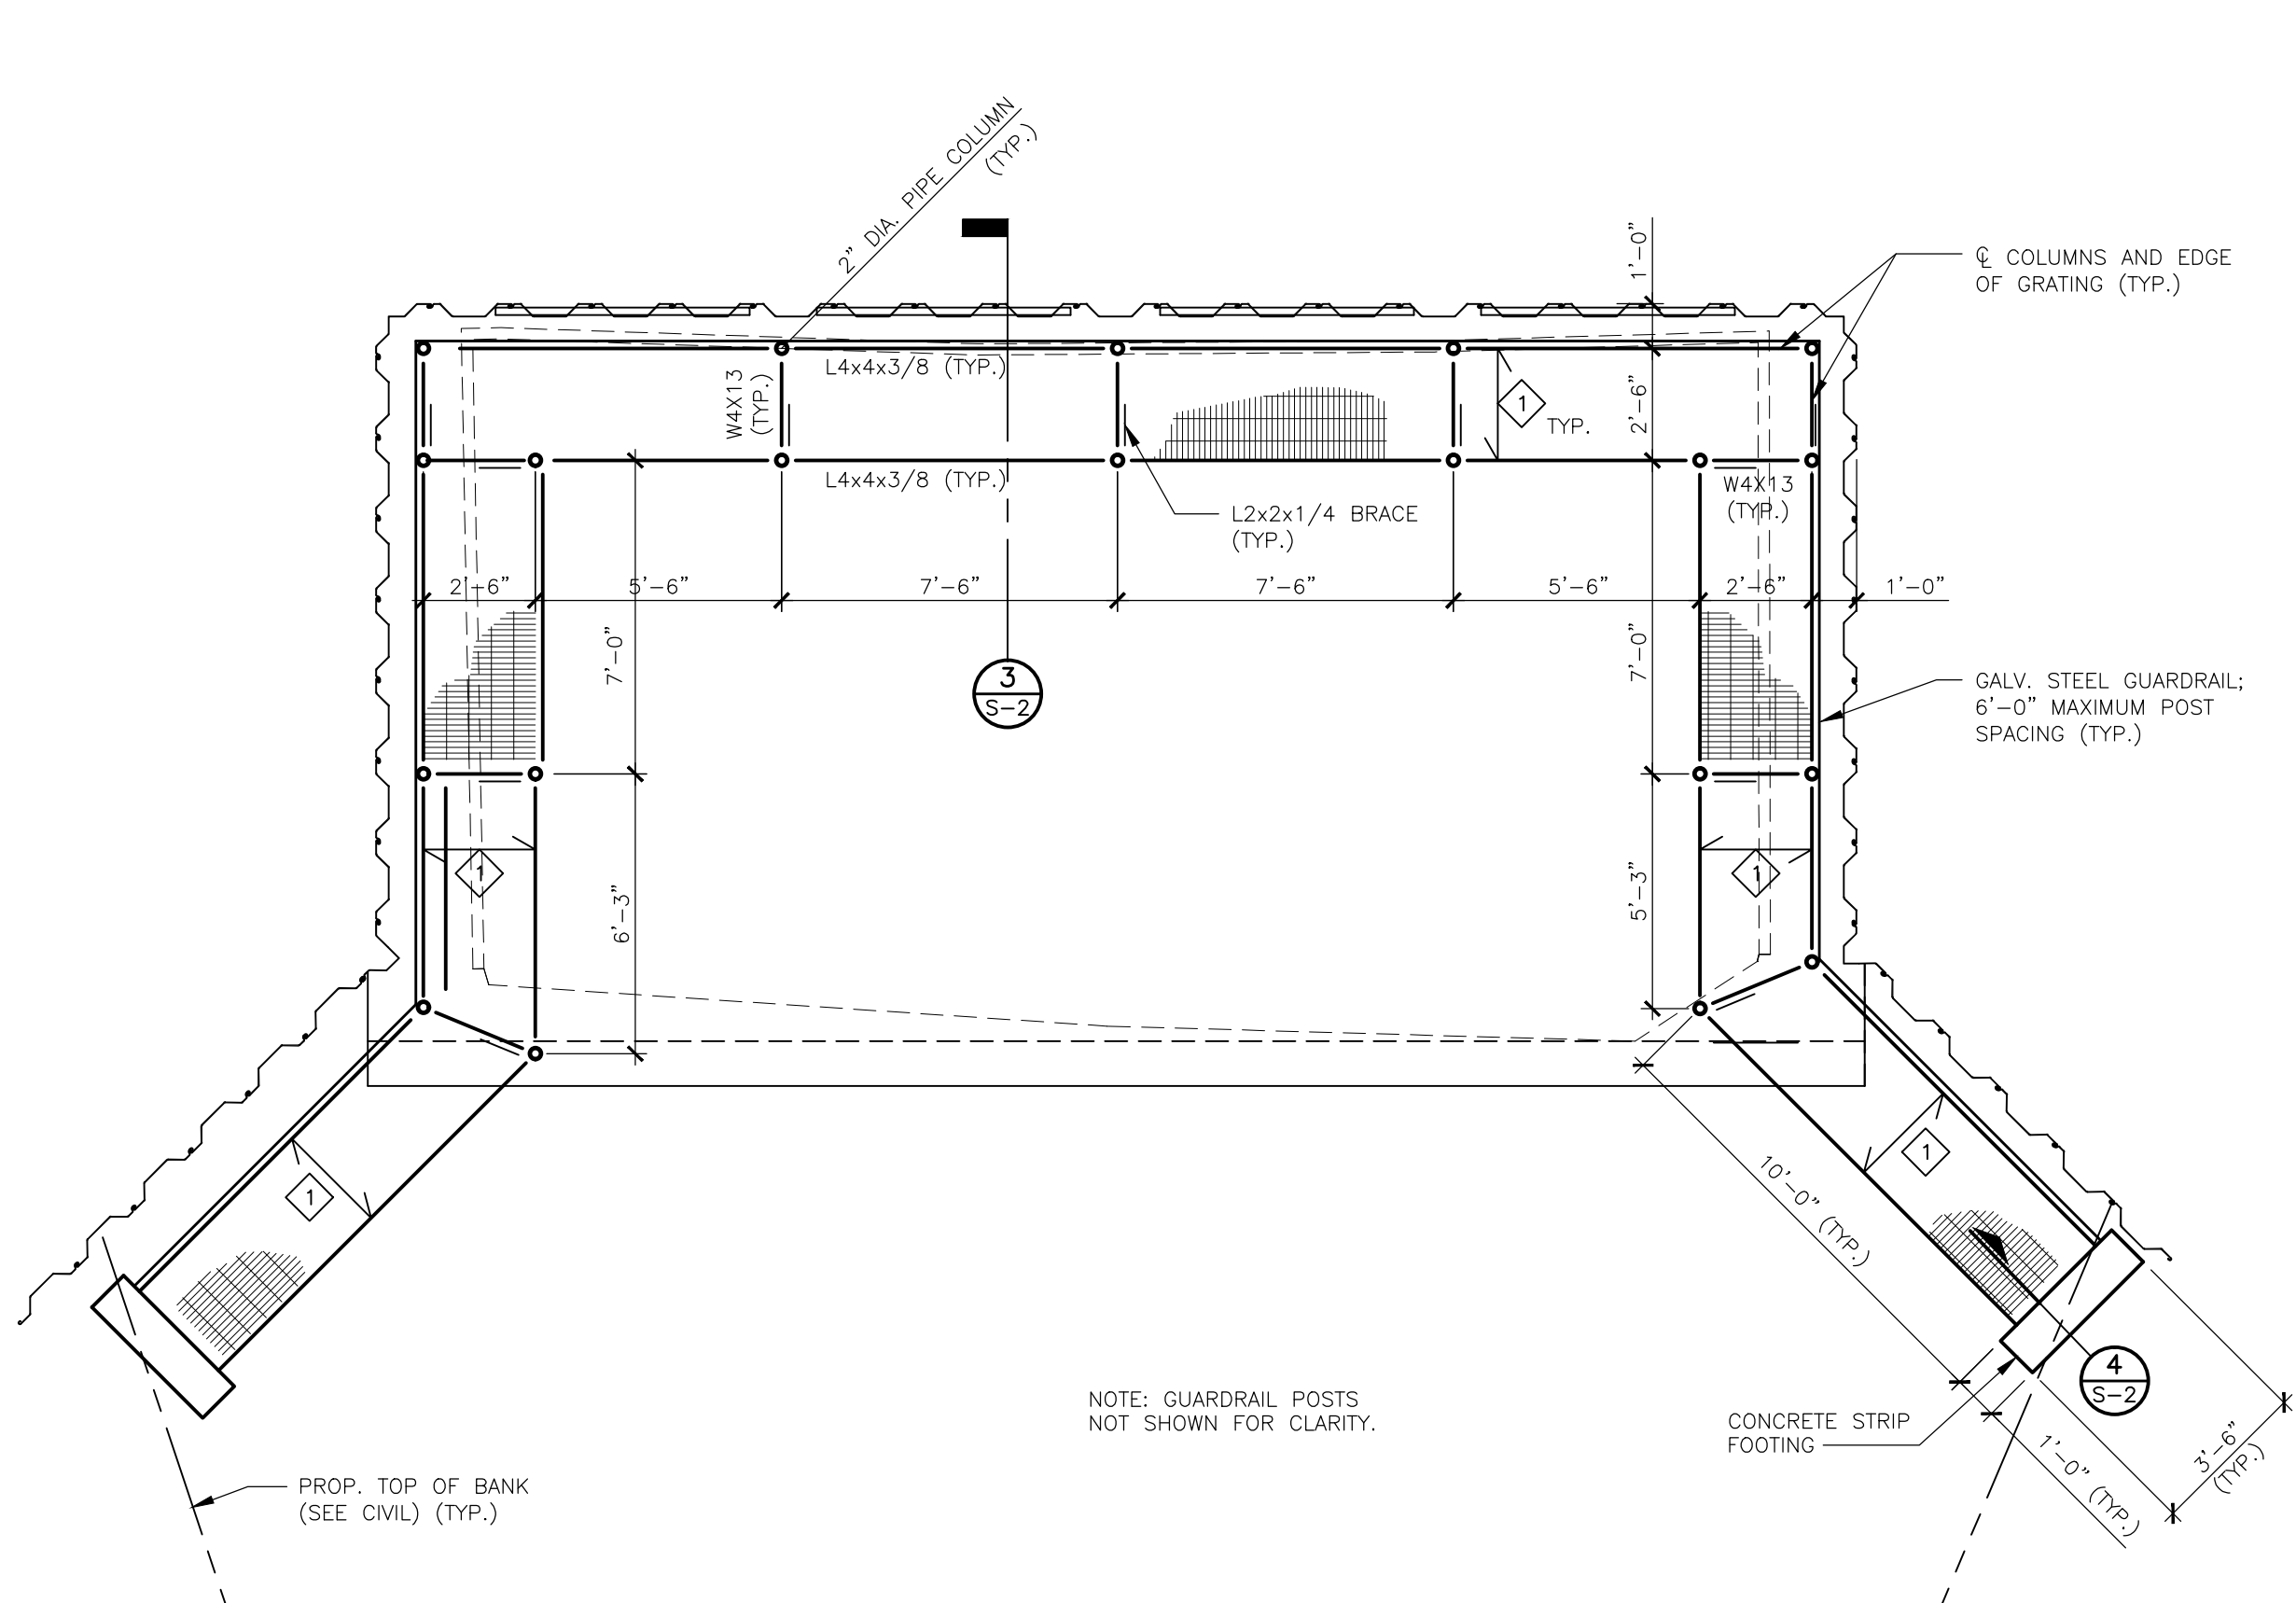 2" DIA. PIPE COLUMN
(TYP.)
1'-0"
℄ COLUMNS AND EDGE
OF GRATING (TYP.)
L4x4x3/8 (TYP.)
W4X13
(TYP.)
2'-6"
1
TYP.
L4x4x3/8 (TYP.)
W4X13
(TYP.)
L2x2x1/4 BRACE
(TYP.)
2'-6"
5'-6"
7'-6"
7'-6"
5'-6"
2'-6"
1'-0"
7'-0"
7'-0"
3
S-2
GALV. STEEL GUARDRAIL;
6'-0" MAXIMUM POST
SPACING (TYP.)
1
6'-3"
5'-3"
1
1
1
10'-0" (TYP.)
NOTE: GUARDRAIL POSTS
NOT SHOWN FOR CLARITY.
4
S-2
CONCRETE STRIP
FOOTING
1'-0" (TYP.)
3'-6"
(TYP.)
PROP. TOP OF BANK
(SEE CIVIL) (TYP.)